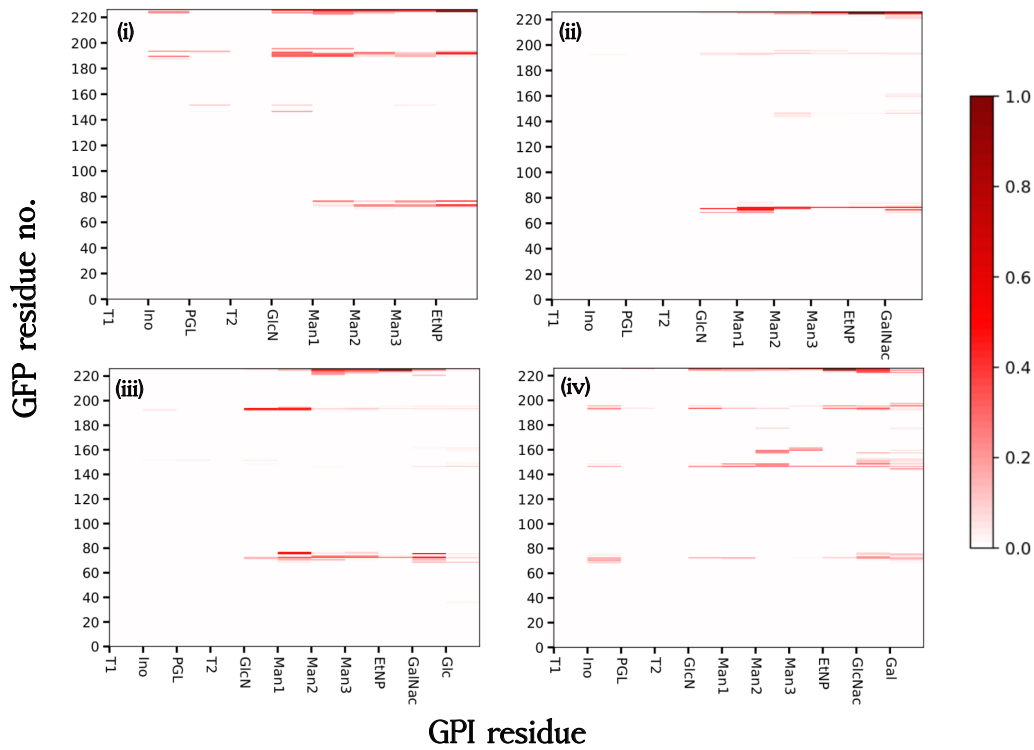 (i)
220
200
180
160
140
120
100
80
60
40
20
0
T1
Ino
PGL
T2
GlcN
Man1
Man2
Man3
EtNP
(ii)
220
200
180
160
140
120
100
80
60
40
20
0
T1
Ino
PGL
T2
GlcN
Man1
Man2
Man3
EtNP
GalNac
(iii)
220
200
180
160
140
120
100
80
60
40
20
0
T1
Ino
PGL
T2
GlcN
Man1
Man2
Man3
EtNP
GalNac
Glc
(iv)
220
200
180
160
140
120
100
80
60
40
20
0
T1
Ino
PGL
T2
GlcN
Man1
Man2
Man3
EtNP
GlcNac
Gal
1.0
0.8
0.6
0.4
0.2
0.0
GFP residue no.
GPI residue